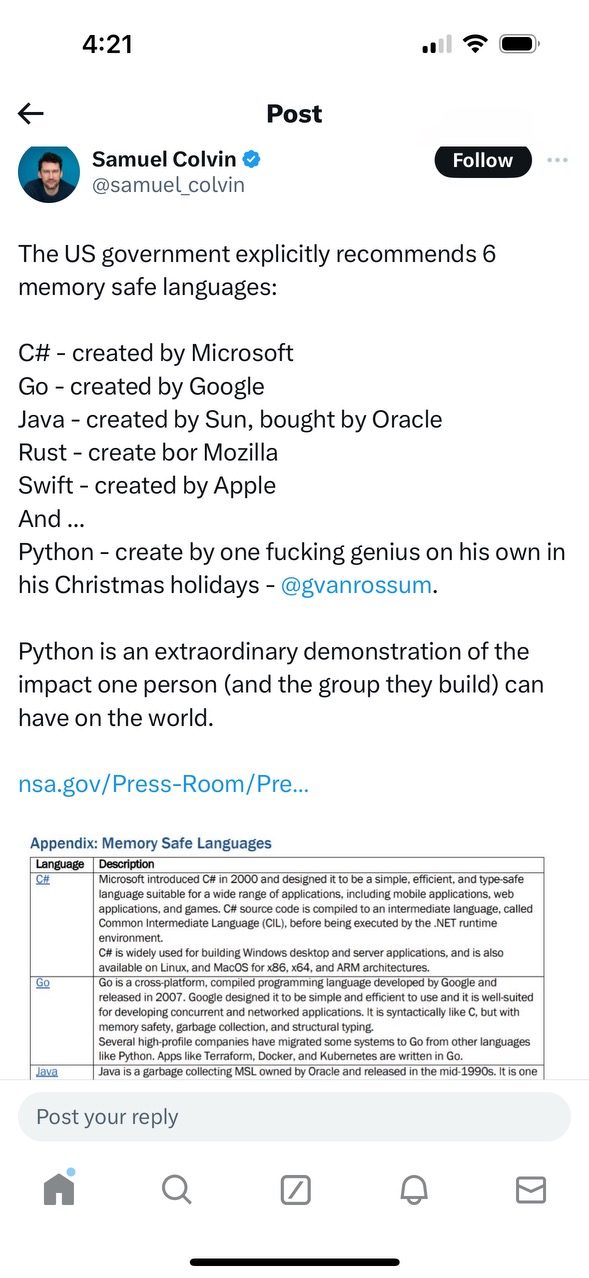 4:21
Post
Samuel Colvin
@samuel_colvin
Follow
The US government explicitly recommends 6
memory safe languages:
C# - created by Microsoft
Go - created by Google
Java - created by Sun, bought by Oracle
Rust - create bor Mozilla
Swift - created by Apple
And ...
Python - create by one fucking genius on his own in
his Christmas holidays - @gvanrossum.
Python is an extraordinary demonstration of the
impact one person (and the group they build) can
have on the world.
nsa.gov/Press-Room/Pre...
Appendix: Memory Safe Languages
Language Description
C# Microsoft introduced C# in 2000 and designed it to be a simple, efficient, and type-safe
language suitable for a wide range of applications, including mobile applications, web
applications, and games. C# source code is compiled to an intermediate language, called
Common Intermediate Language (CIL), before being executed by the .NET runtime
environment.
C# is widely used for building Windows desktop and server applications, and is also
available on Linux, and MacOS for x86, x64, and ARM architectures.
Go Go is a cross-platform, compiled programming language developed by Google and
released in 2007. Google designed it to be simple and efficient to use and it is well-suited
for developing concurrent and networked applications. It is syntactically like C, but with
memory safety, garbage collection, and structural typing.
Several high-profile companies have migrated some systems to Go from other languages
like Python. Apps like Terraform, Docker, and Kubernetes are written in Go.
Java Java is a garbage collecting MSL owned by Oracle and released in the mid-1990s. It is one
Post your reply